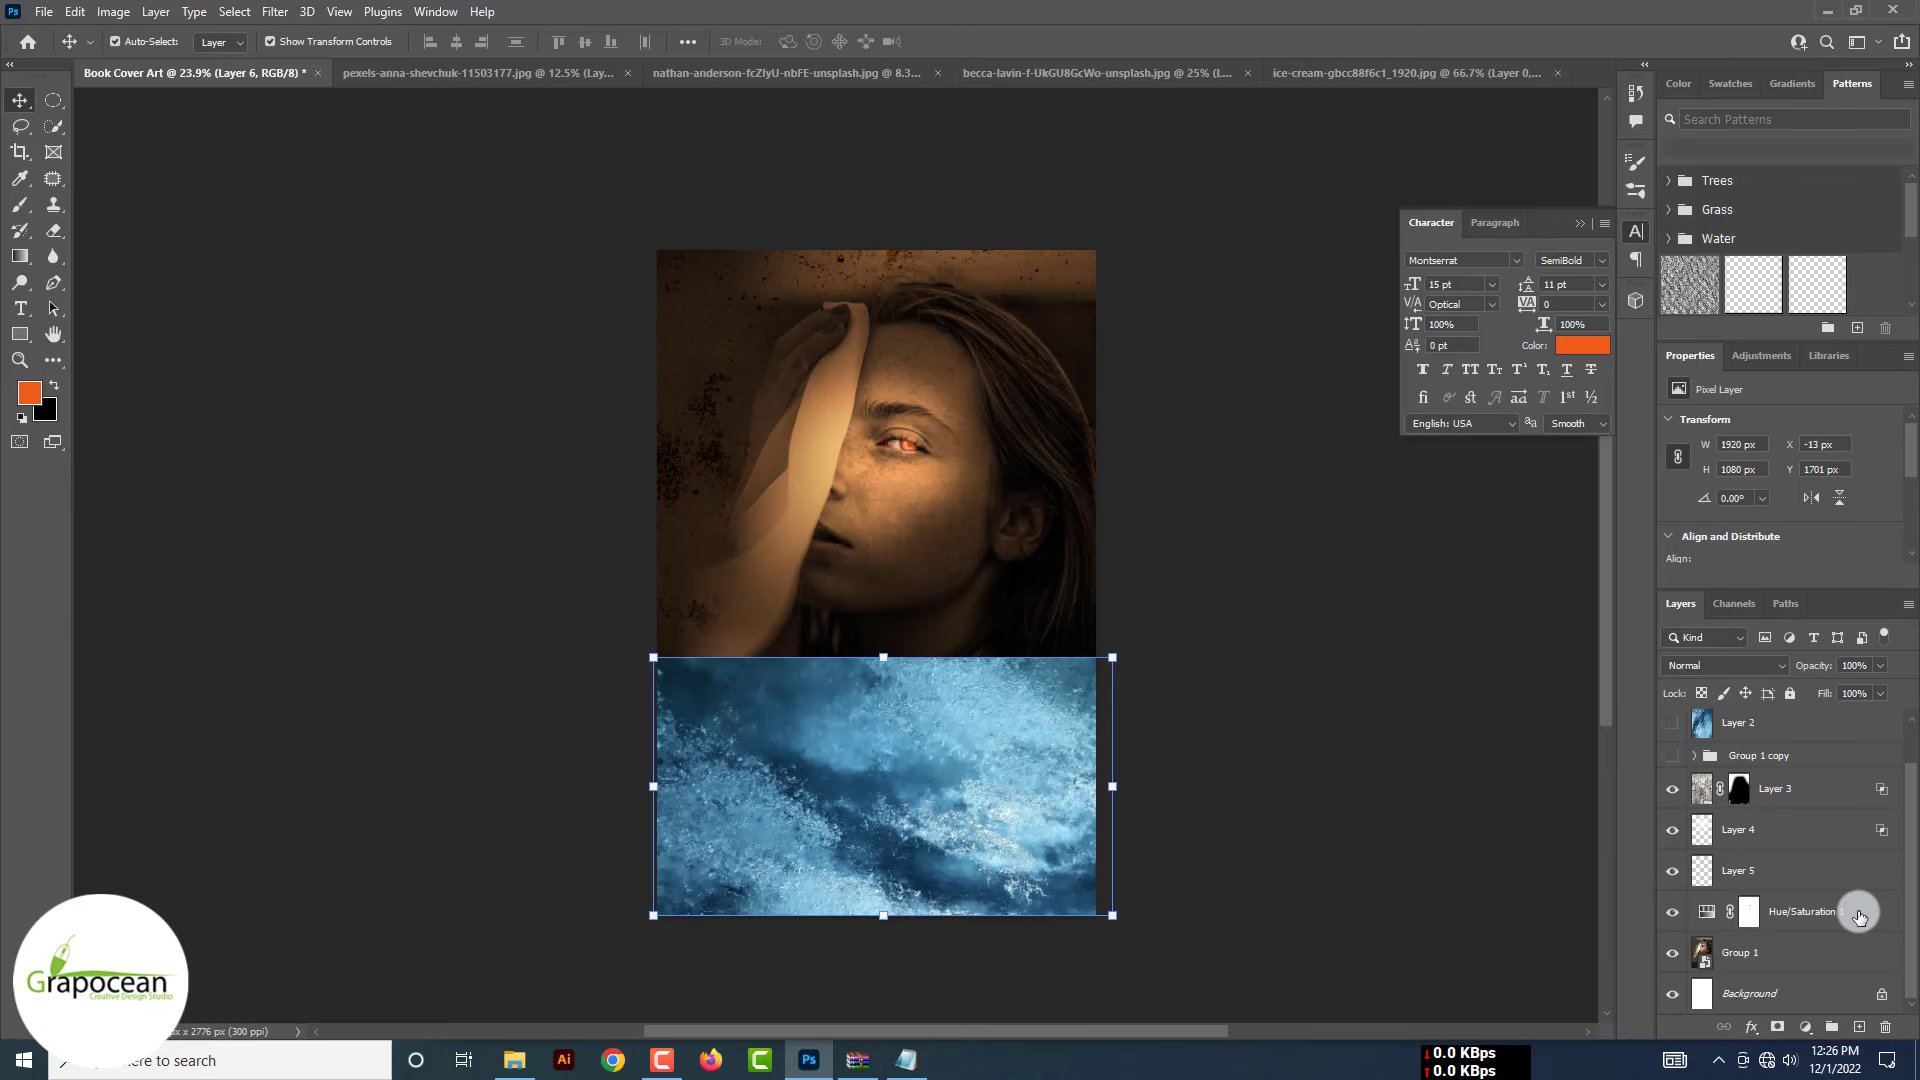 Ps File Edit Image Layer Type Select Filter 3D View Plugins Window Help
Auto-Select: Layer Show Transform Controls 3D Mode:
Book Cover Art @ 23.9% (Layer 6, RGB/8) * × pexels-anna-shevchuk-11503177.jpg @ 12.5% (Lay... × nathan-anderson-fcZIyU-nbFE-unsplash.jpg @ 8.3... × becca-lavin-f-UkGU8GcWo-unsplash.jpg @ 25% (L... × ice-cream-gbcc88f6c1_1920.jpg @ 66.7% (Layer 0,... ×
Color Swatches Gradients Patterns
Search Patterns
Trees
Grass
Water
Character Paragraph
Montserrat SemiBold
15 pt 11 pt
Optical 0
100% 100%
0 pt Color:
English: USA Smooth
Properties Adjustments Libraries
Pixel Layer
Transform
W 1920 px X -13 px
H 1080 px Y 1701 px
0.00°
Align and Distribute
Align:
Layers Channels Paths
Kind
Normal Opacity: 100%
Lock: Fill: 100%
Layer 2
Group 1 copy
Layer 3
Layer 4
Layer 5
Hue/Saturation 1
Group 1
Background
Grapocean
Creative Design Studio
px x 2776 px (300 ppi)
here to search
Ai Ps
0.0 KBps
0.0 KBps
12:26 PM
12/1/2022